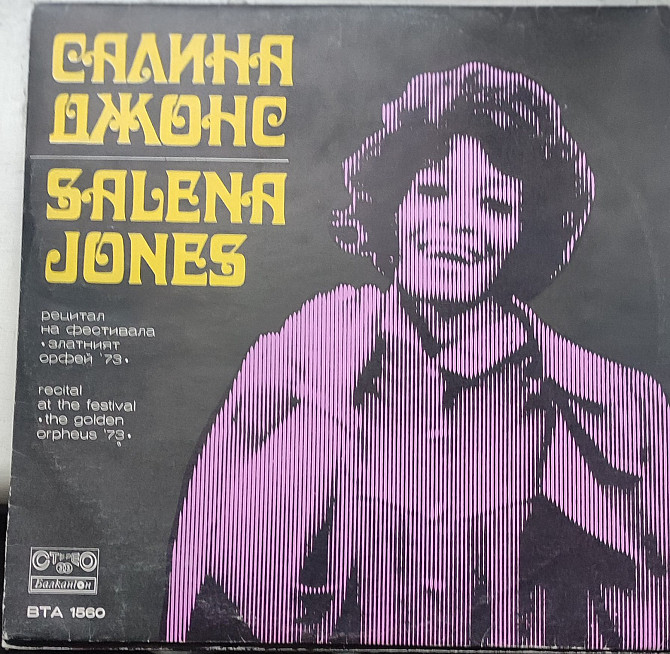 САЛИНА
ДЖОНС
SALENA
JONES
рецитал
на фестивала
•златният
орфей '73•
recital
at the festival
•the golden
orpheus '73•
СТЕРЕО
33
Балкантон
ВТА 1560